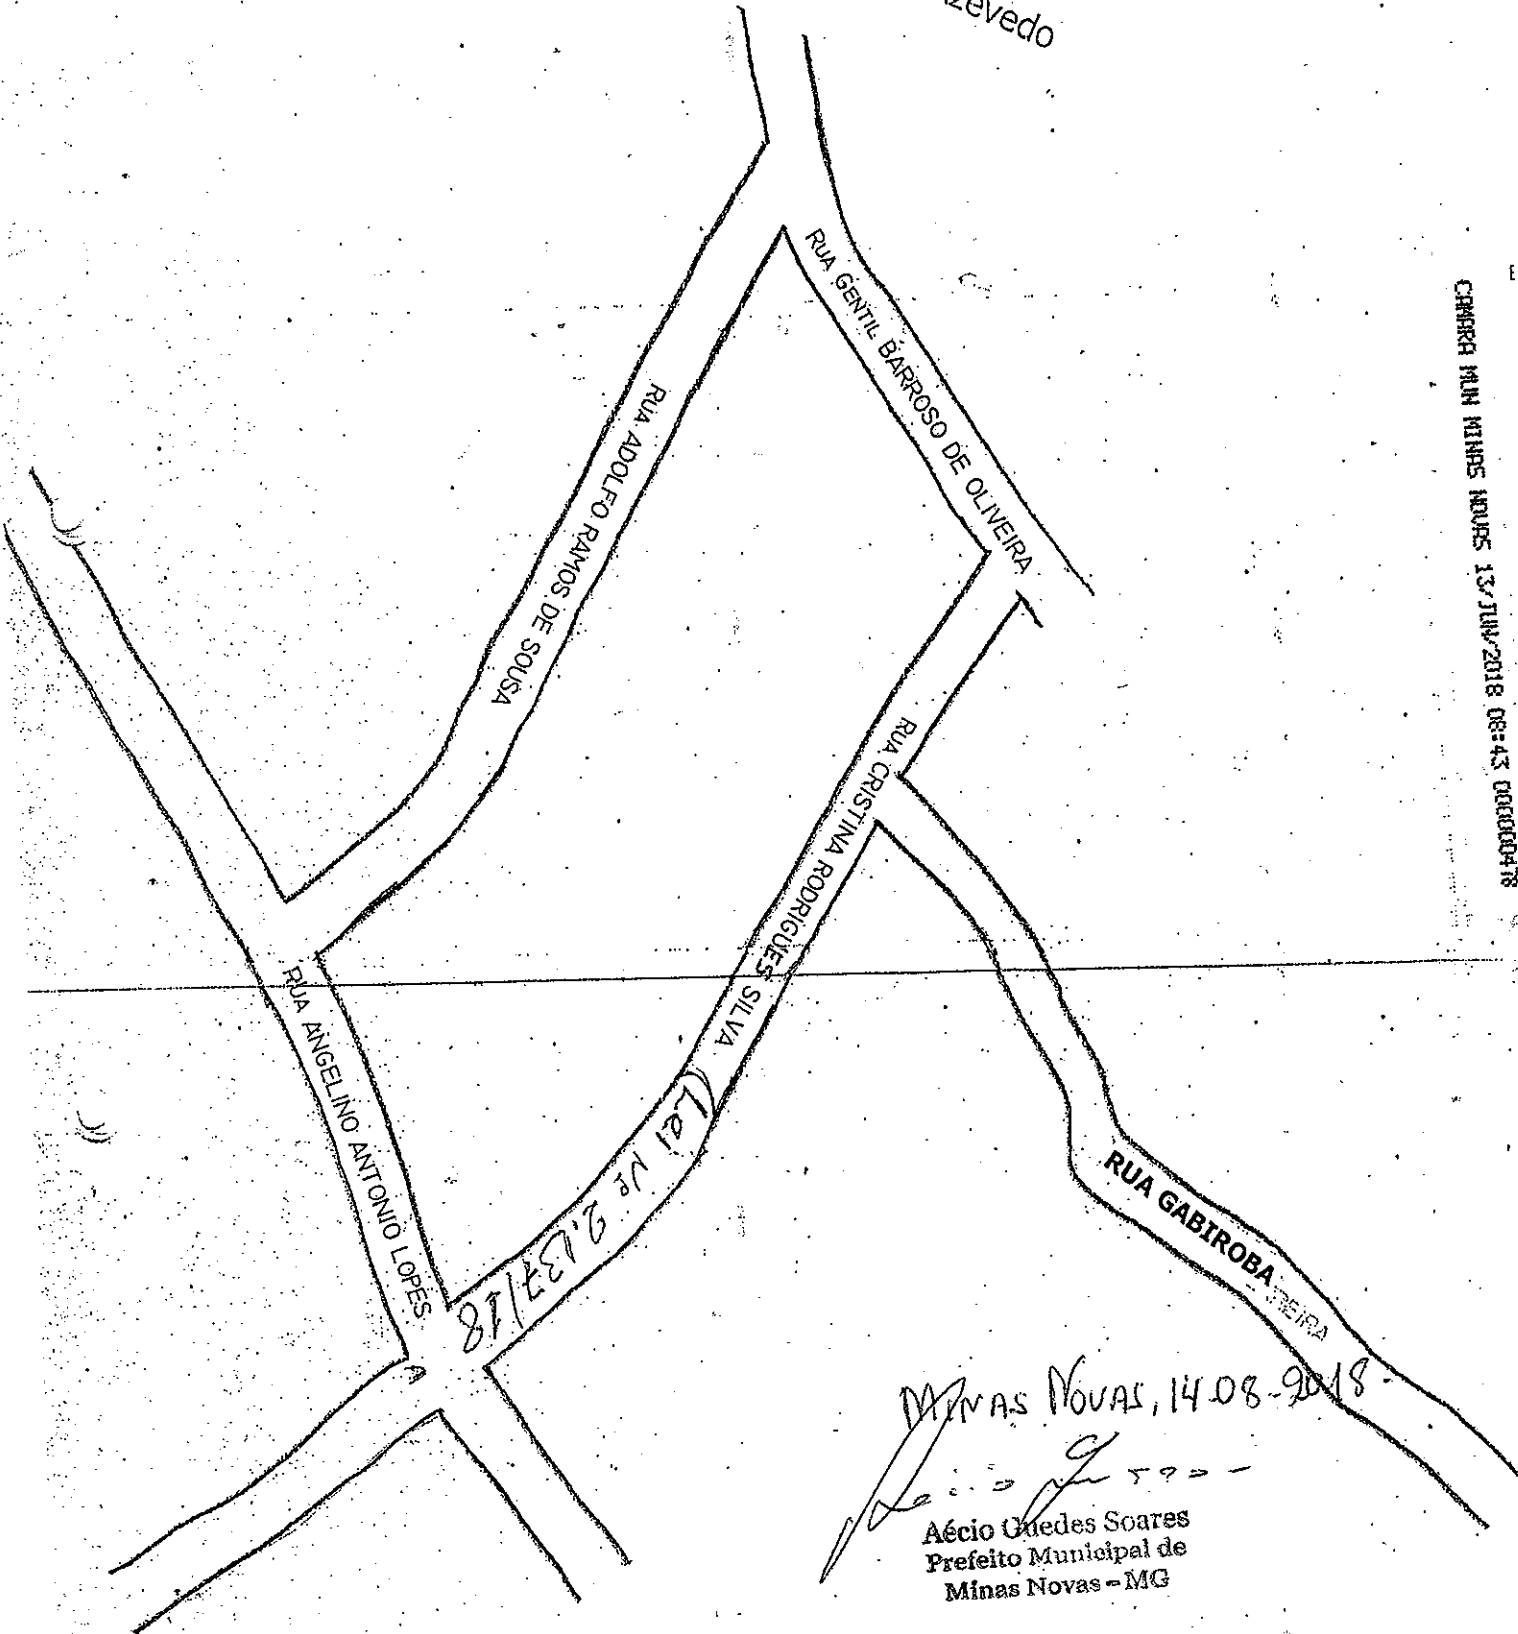 zevedo
RUA GENTIL BARROSO DE OLIVEIRA
RUA ADOLFO RAMOS DE SOUSA
CAMARA MUN MINAS NOVAS 13/JUN/2018 08:43 000000478
RUA CRISTINA RODRIGUES SILVA
(Lei Nº 2.137/18
RUA ANGELINO ANTONIO LOPES
RUA GABIROBA
REIRA
MINAS NOVAS, 14-08-2018-
Aécio Guedes Soares
Prefeito Municipal de
Minas Novas - MG